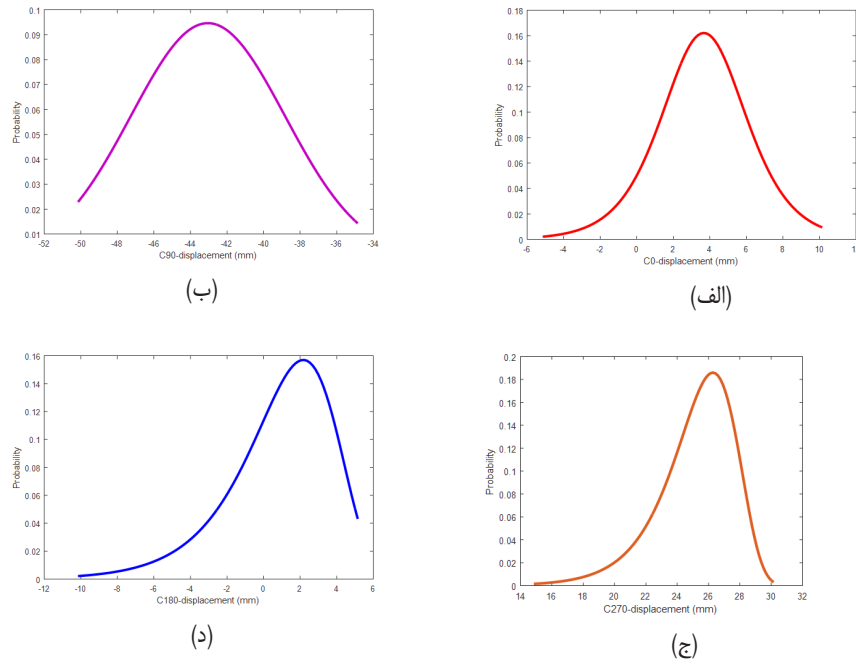 0.1
0.09
0.08
0.07
0.06
0.05
0.04
0.03
0.02
0.01
Probability
-52 -50 -48 -46 -44 -42 -40 -38 -36 -34
C90-displacement (mm)
(ب)
0.18
0.16
0.14
0.12
0.1
0.08
0.06
0.04
0.02
0
Probability
-6 -4 -2 0 2 4 6 8 10 12
C0-displacement (mm)
(الف)
0.16
0.14
0.12
0.1
0.08
0.06
0.04
0.02
0
Probability
-12 -10 -8 -6 -4 -2 0 2 4 6
C180-displacement (mm)
(د)
0.2
0.18
0.16
0.14
0.12
0.1
0.08
0.06
0.04
0.02
0
Probability
14 16 18 20 22 24 26 28 30 32
C270-displacement (mm)
(ج)